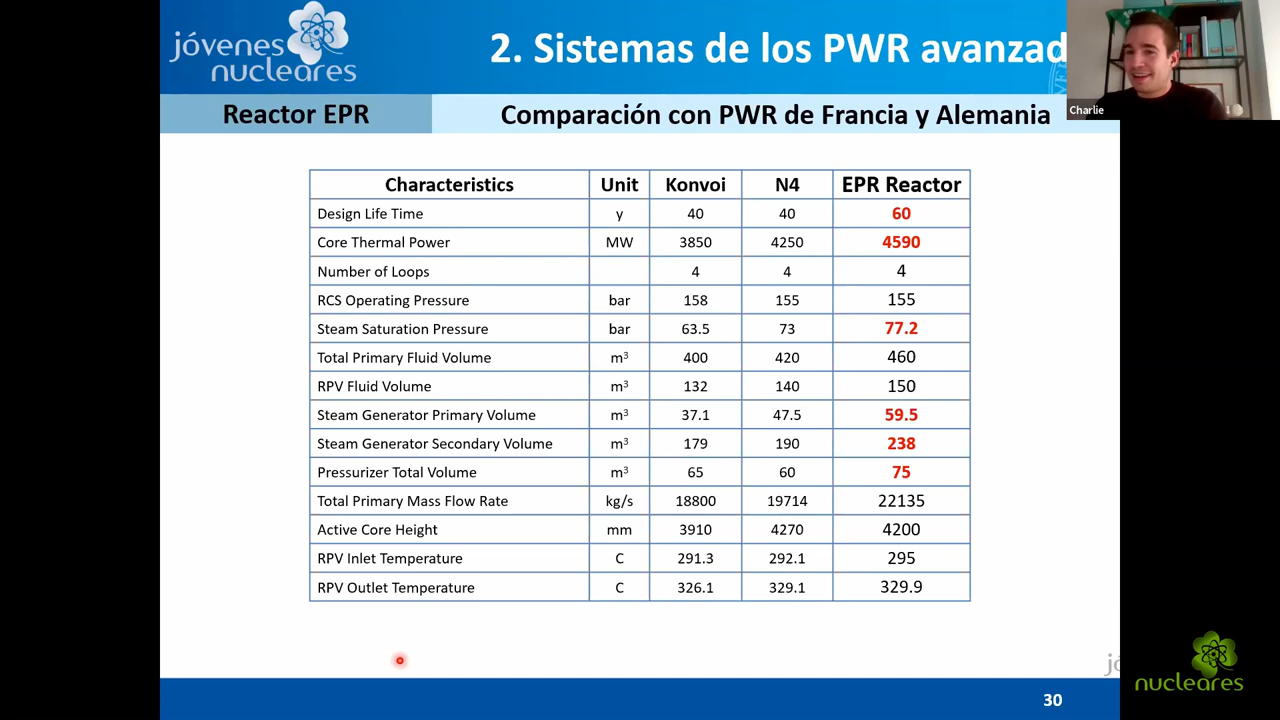 jóvenes
nucleares
2. Sistemas de los PWR avanzad
Charlie
Reactor EPR
Comparación con PWR de Francia y Alemania
Characteristics Unit Konvoi N4 EPR Reactor
Design Life Time y 40 40 60
Core Thermal Power MW 3850 4250 4590
Number of Loops 4 4 4
RCS Operating Pressure bar 158 155 155
Steam Saturation Pressure bar 63.5 73 77.2
Total Primary Fluid Volume m³ 400 420 460
RPV Fluid Volume m³ 132 140 150
Steam Generator Primary Volume m³ 37.1 47.5 59.5
Steam Generator Secondary Volume m³ 179 190 238
Pressurizer Total Volume m³ 65 60 75
Total Primary Mass Flow Rate kg/s 18800 19714 22135
Active Core Height mm 3910 4270 4200
RPV Inlet Temperature C 291.3 292.1 295
RPV Outlet Temperature C 326.1 329.1 329.9
jó
nucleares
30